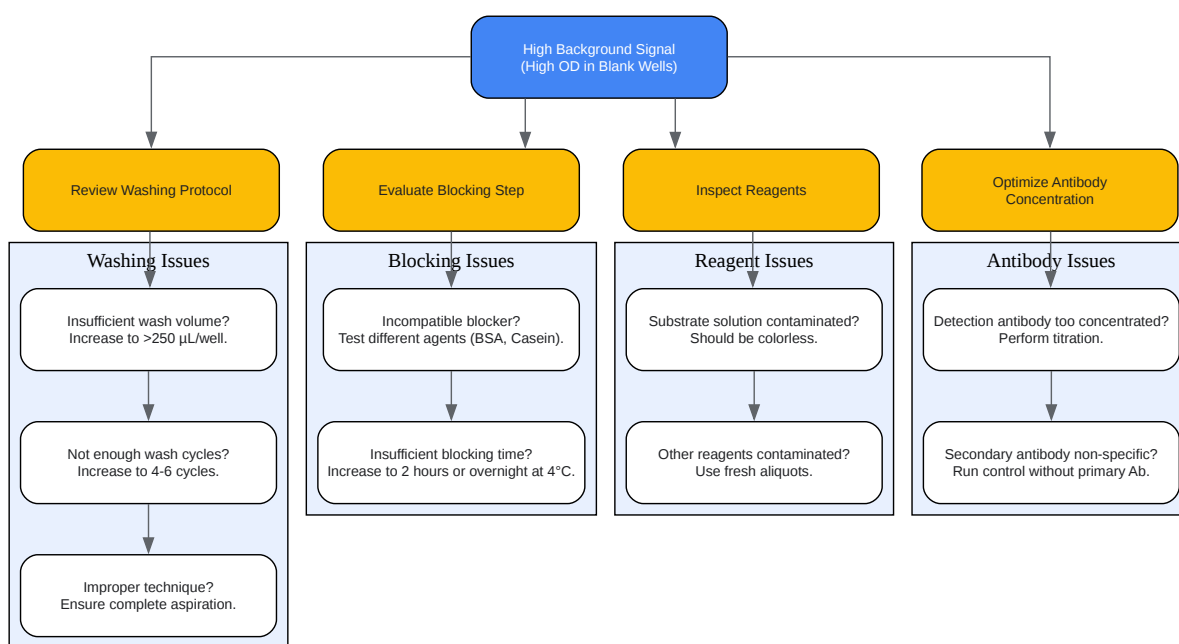 High Background Signal
(High OD in Blank Wells)
Review Washing Protocol
Evaluate Blocking Step
Inspect Reagents
Optimize Antibody
Concentration
Washing Issues
Insufficient wash volume?
Increase to >250 µL/well.
Not enough wash cycles?
Increase to 4-6 cycles.
Improper technique?
Ensure complete aspiration.
Blocking Issues
Incompatible blocker?
Test different agents (BSA, Casein).
Insufficient blocking time?
Increase to 2 hours or overnight at 4°C.
Reagent Issues
Substrate solution contaminated?
Should be colorless.
Other reagents contaminated?
Use fresh aliquots.
Antibody Issues
Detection antibody too concentrated?
Perform titration.
Secondary antibody non-specific?
Run control without primary Ab.